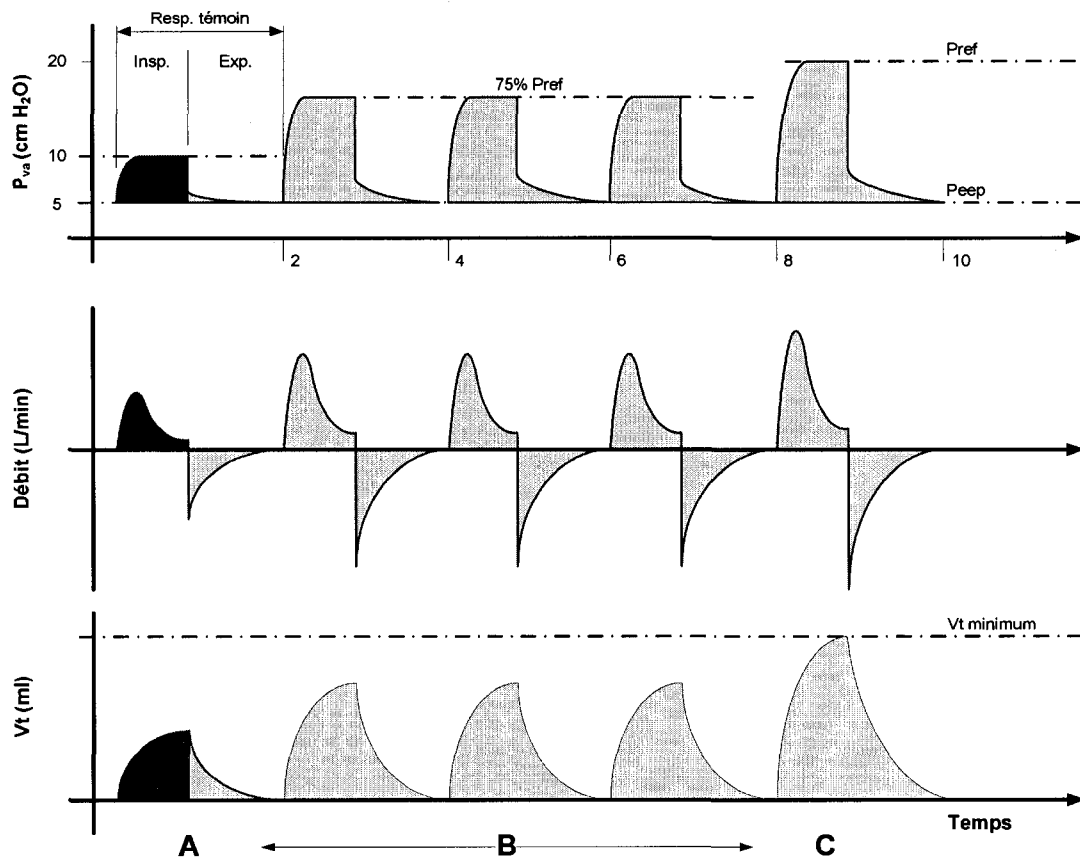 Resp. témoin
Insp.
Exp.
20
10
5
P_va (cm H₂O)
75% Pref
Pref
Peep
2
4
6
8
10
Débit (L/min)
Vt minimum
Vt (ml)
Temps
A
B
C